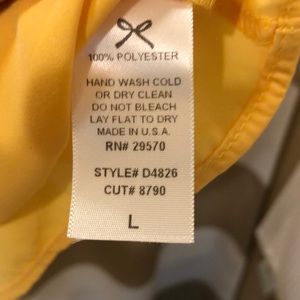 100% POLYESTER
HAND WASH COLD
OR DRY CLEAN
DO NOT BLEACH
LAY FLAT TO DRY
MADE IN U.S.A.
RN# 29570
STYLE# D4826
CUT# 8790
L